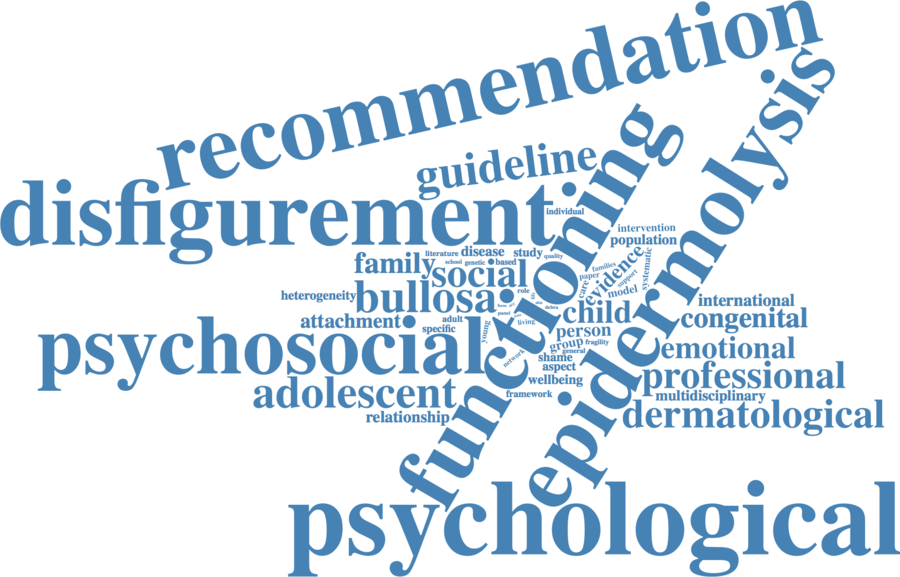 recommendation
epidermolysis
guideline
functioning
disfigurement
individual
intervention
population
literature
disease
study
quality
school
genetic
based
family
social
families
evidence
systematic
paper
support
care
model
heterogeneity
bullosa
role
international
child
congenital
attachment
adult
specific
living
panel
young
person
psychosocial
group
fragility
general
emotional
network
shame
aspect
professional
wellbeing
adolescent
framework
multidisciplinary
relationship
dermatological
psychological